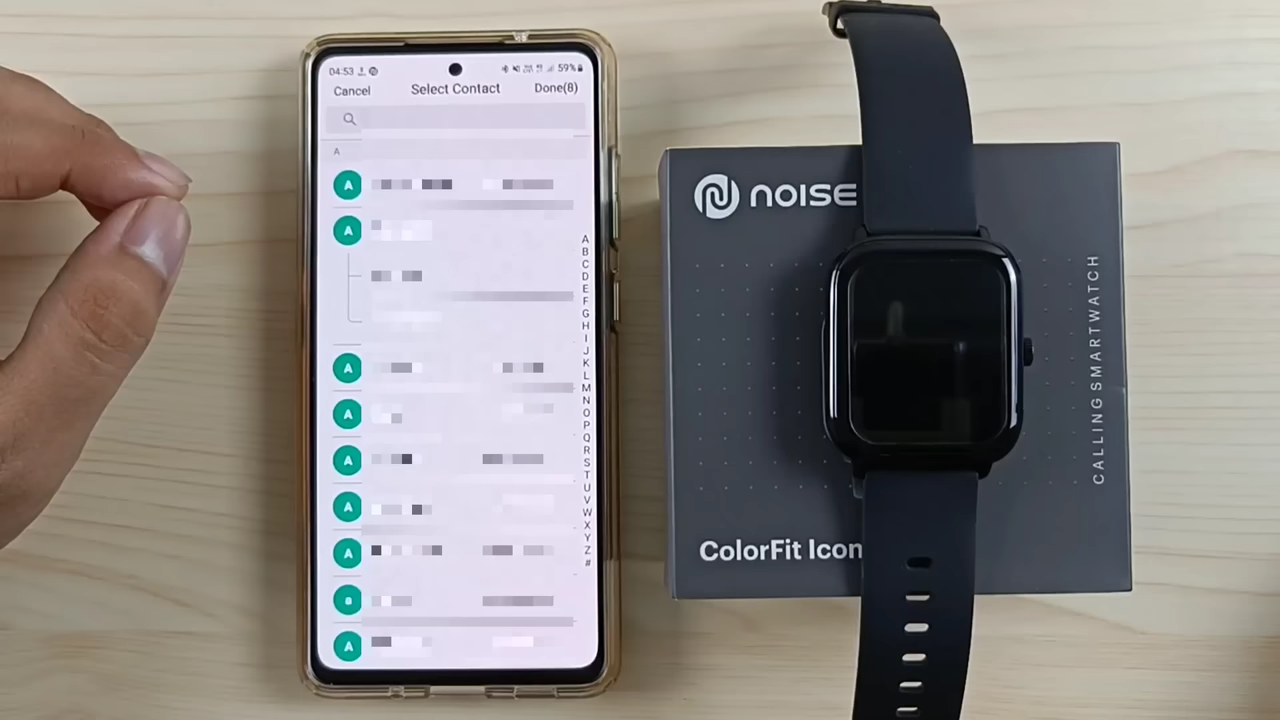 04:53
59%
Cancel
Select Contact
Done(8)
A
A
A
A
A
A
A
A
a
A
A
B
C
D
E
F
G
H
I
J
K
L
M
N
O
P
Q
R
S
T
U
V
W
X
Y
Z
#
NOISE
CALLING SMARTWATCH
ColorFit Icon